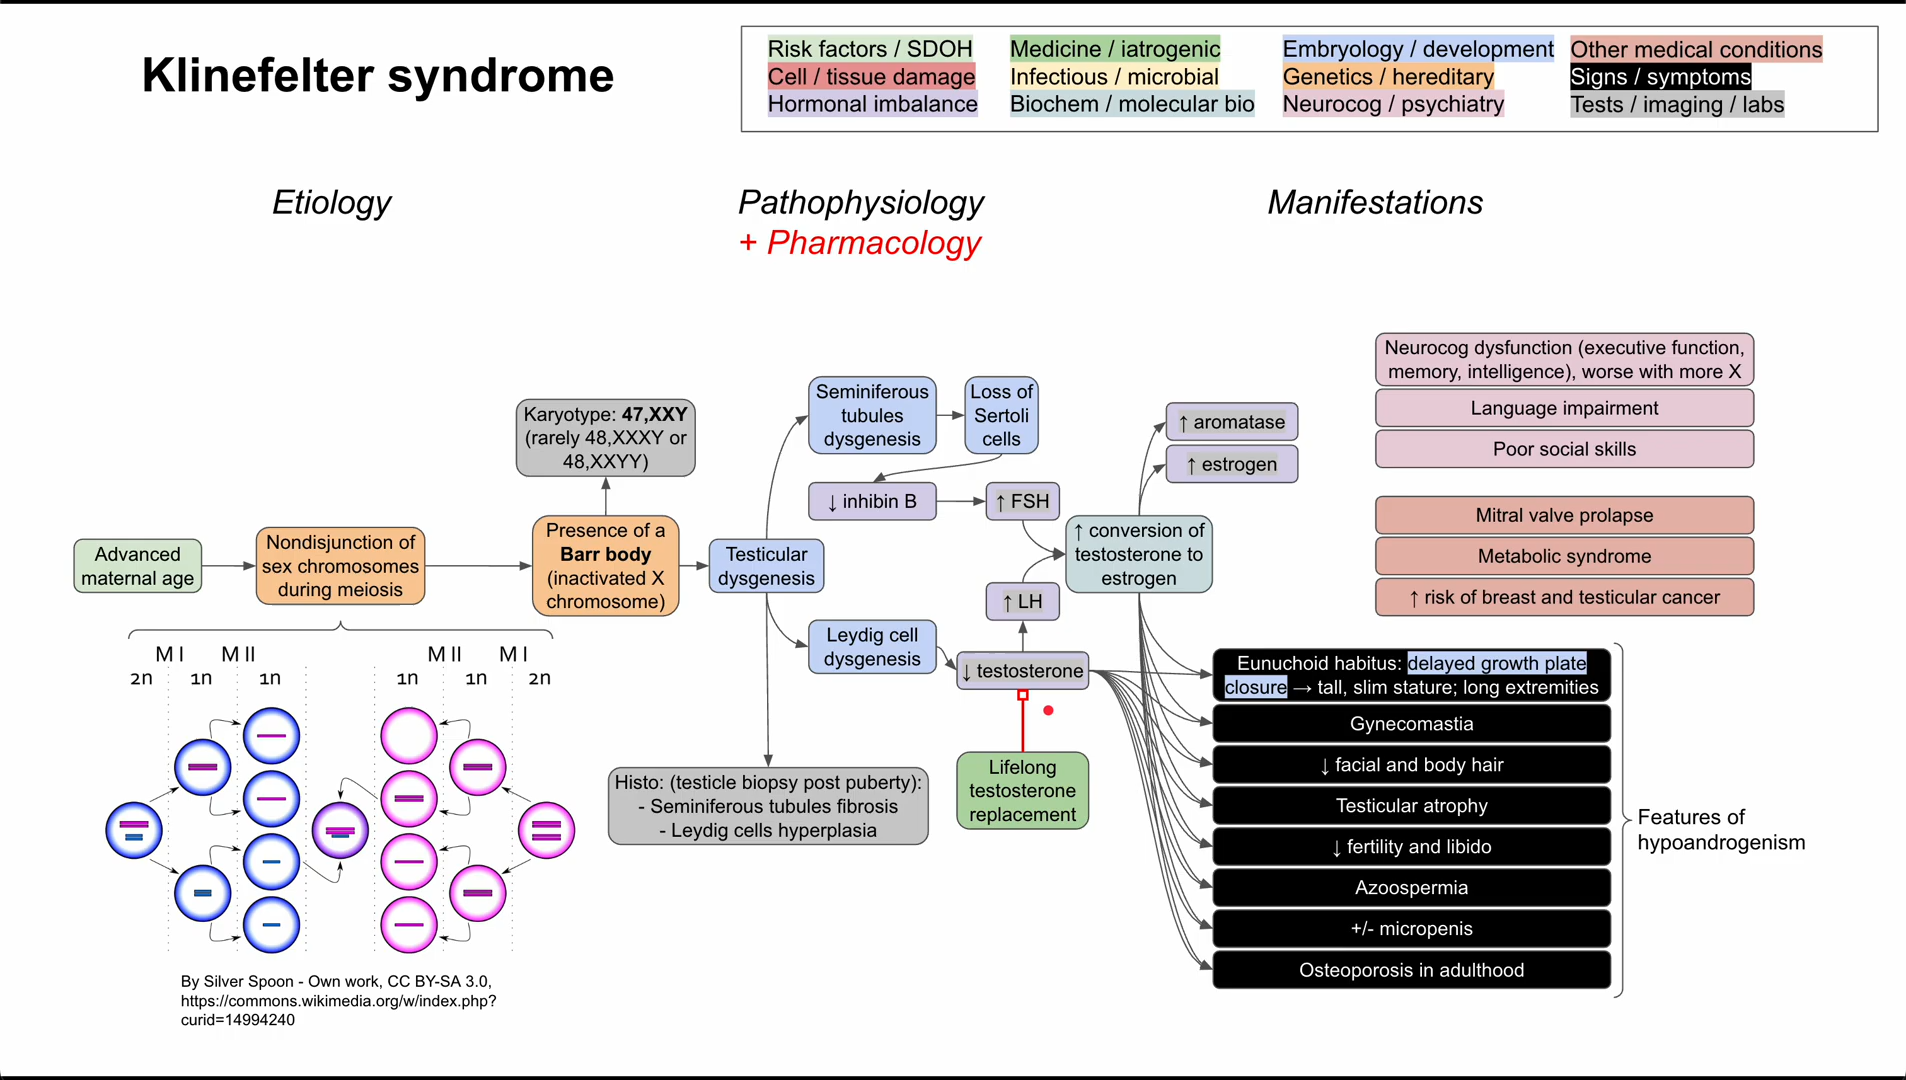 Klinefelter syndrome
Risk factors / SDOH
Cell / tissue damage
Hormonal imbalance
Medicine / iatrogenic
Infectious / microbial
Biochem / molecular bio
Embryology / development
Genetics / hereditary
Neurocog / psychiatry
Other medical conditions
Signs / symptoms
Tests / imaging / labs
Etiology
Pathophysiology
+ Pharmacology
Manifestations
Advanced
maternal age
Nondisjunction of
sex chromosomes
during meiosis
Karyotype: 47,XXY
(rarely 48,XXXY or
48,XXYY)
Presence of a
Barr body
(inactivated X
chromosome)
Testicular
dysgenesis
Seminiferous
tubules
dysgenesis
Loss of
Sertoli
cells
↓ inhibin B
↑ FSH
↑ LH
Leydig cell
dysgenesis
↓ testosterone
↑ conversion of
testosterone to
estrogen
↑ aromatase
↑ estrogen
Histo: (testicle biopsy post puberty):
- Seminiferous tubules fibrosis
- Leydig cells hyperplasia
Lifelong
testosterone
replacement
Neurocog dysfunction (executive function,
memory, intelligence), worse with more X
Language impairment
Poor social skills
Mitral valve prolapse
Metabolic syndrome
↑ risk of breast and testicular cancer
Eunuchoid habitus: delayed growth plate
closure → tall, slim stature; long extremities
Gynecomastia
↓ facial and body hair
Testicular atrophy
↓ fertility and libido
Azoospermia
+/- micropenis
Osteoporosis in adulthood
Features of
hypoandrogenism
M I M II M II M I
2n 1n 1n 1n 1n 2n
By Silver Spoon - Own work, CC BY-SA 3.0,
https://commons.wikimedia.org/w/index.php?
curid=14994240